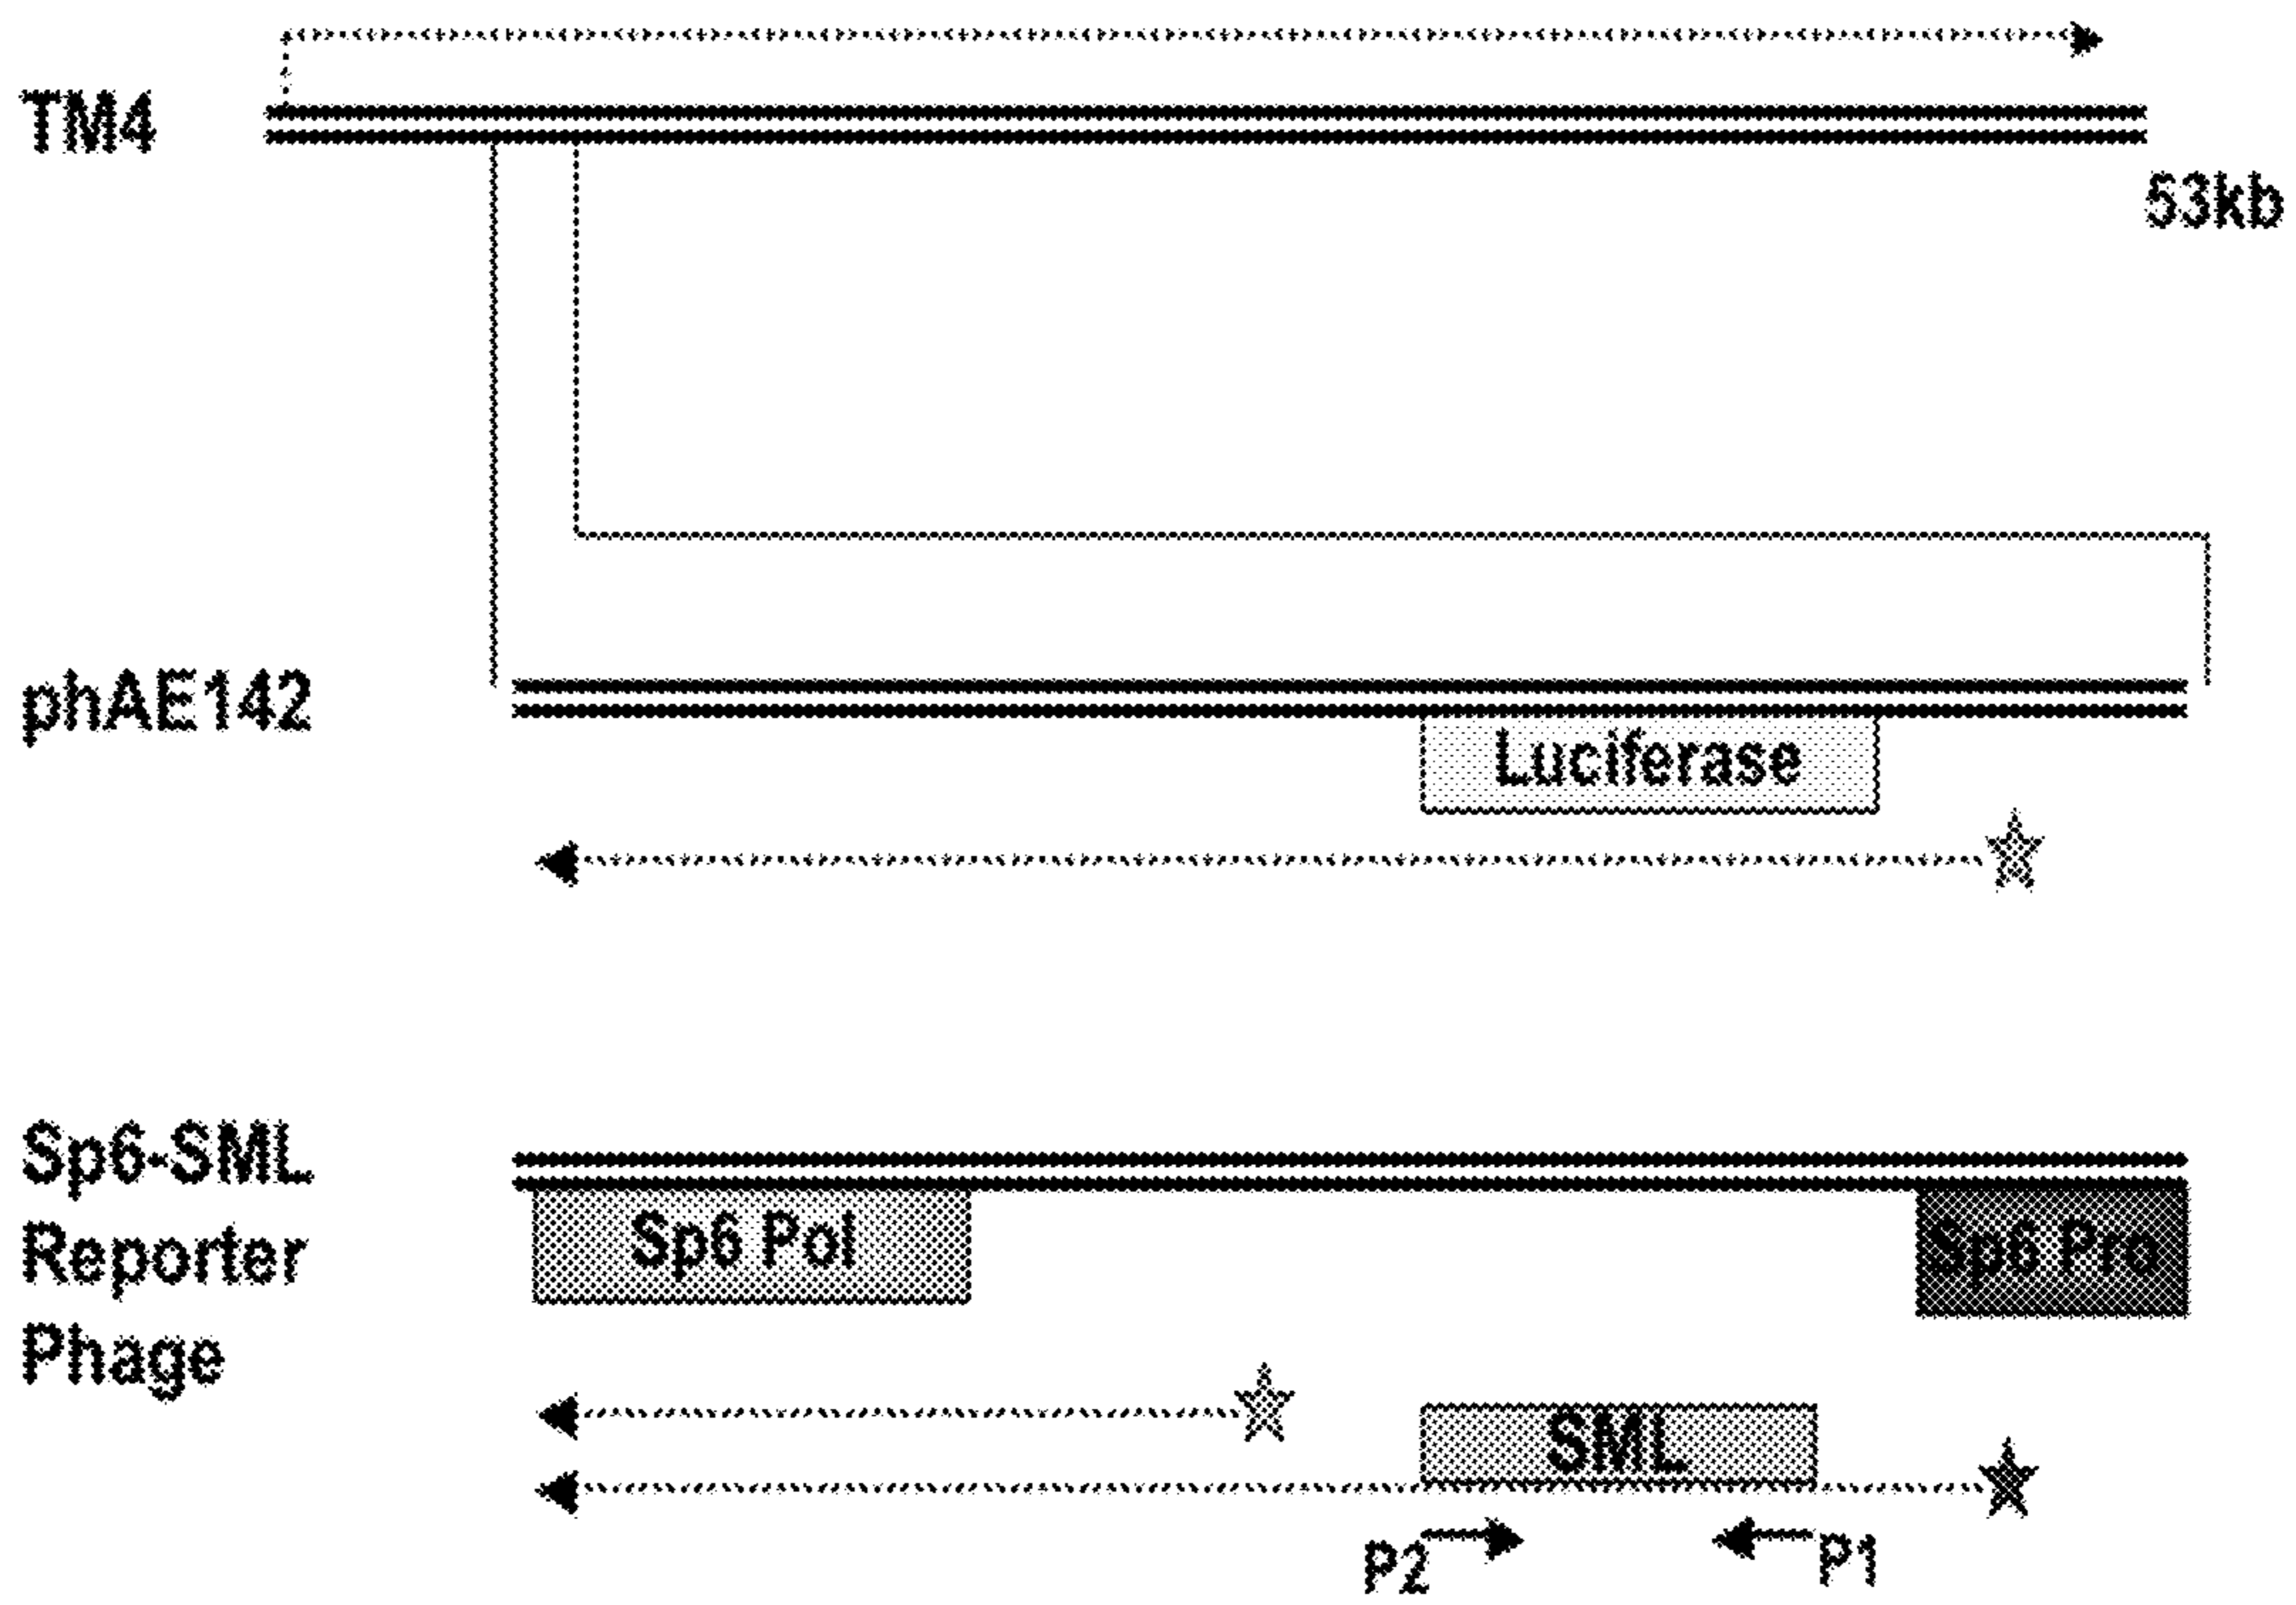 TM4
53kb
phAE142
Luciferase
Sp6-SML
Reporter
Phage
Sp6 Pol
Sp6 Pro
SML
P2
P1